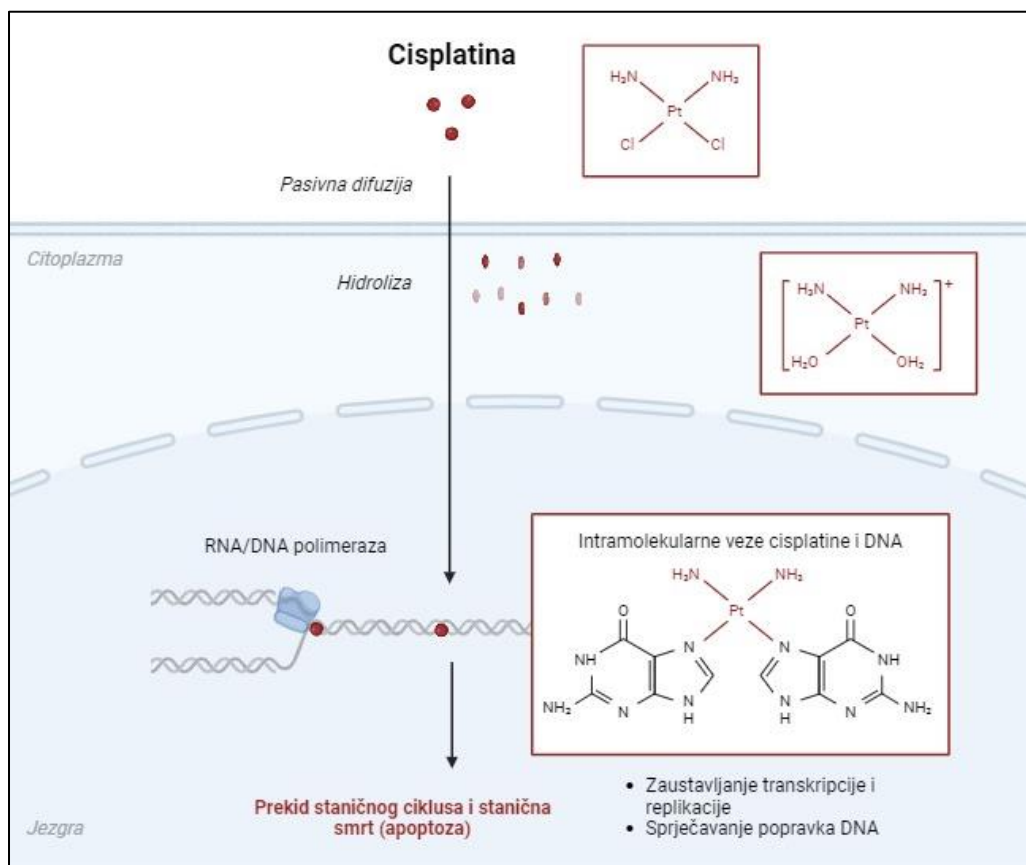 Cisplatina
H₃N NH₃
Pt
Cl Cl
Pasivna difuzija
Citoplazma
Hidroliza
H₃N NH₃ +
Pt
H₂O OH₂
RNA/DNA polimeraza
Intramolekularne veze cisplatine i DNA
H₃N NH₃
Pt
O O
NH N N NH
NH₂ N N H N H N NH₂
Prekid staničnog ciklusa i stanična
smrt (apoptoza)
• Zaustavljanje transkripcije i
replikacije
• Sprječavanje popravka DNA
Jezgra